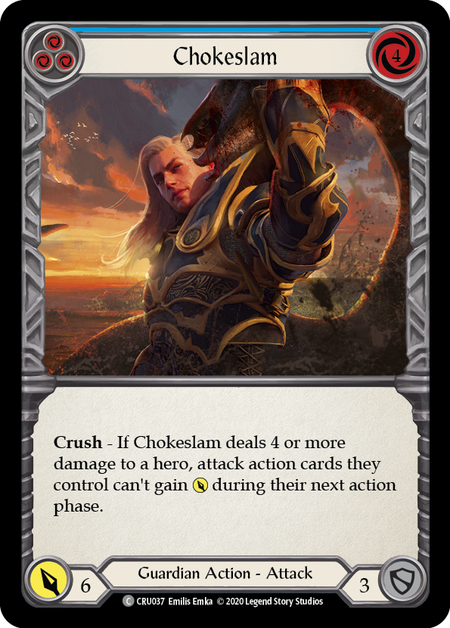 Chokeslam
4
Crush - If Chokeslam deals 4 or more
damage to a hero, attack action cards they
control can't gain during their next action
phase.
6
Guardian Action - Attack
3
C CRU037 Emilis Emka © 2020 Legend Story Studios